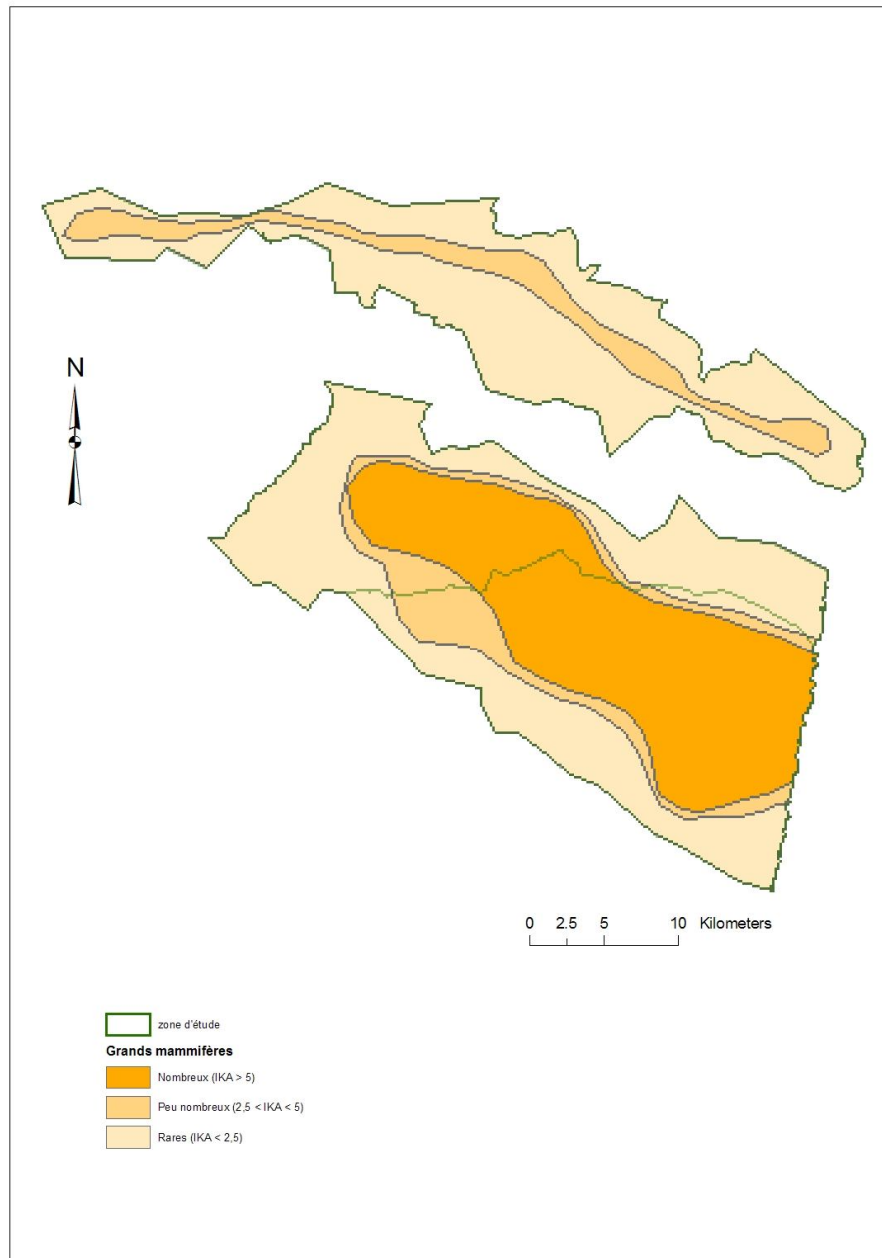 N
0 2.5 5 10 Kilometers
zone d'étude
Grands mammifères
Nombreux (IKA > 5)
Peu nombreux (2,5 < IKA < 5)
Rares (IKA < 2,5)